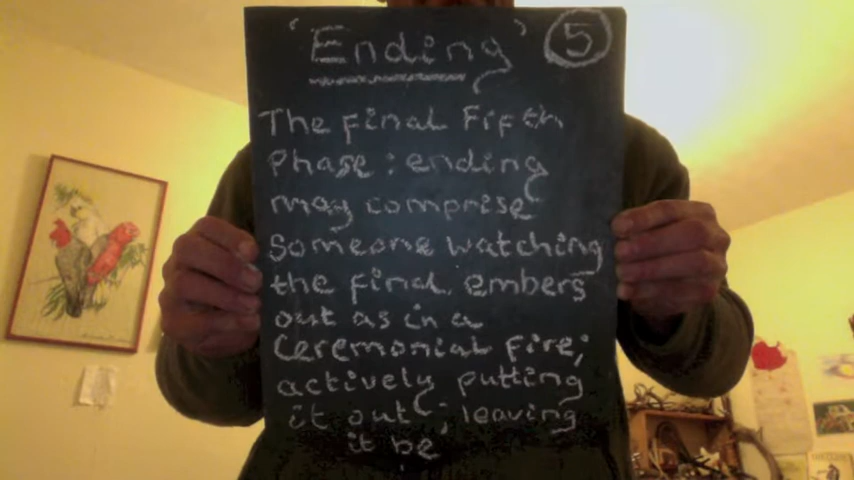 'Ending' 5
The final Fifth
Phase: ending
may comprise
Someone watching
the final embers
out as in a
Ceremonial fire;
actively putting
it out; leaving
it be